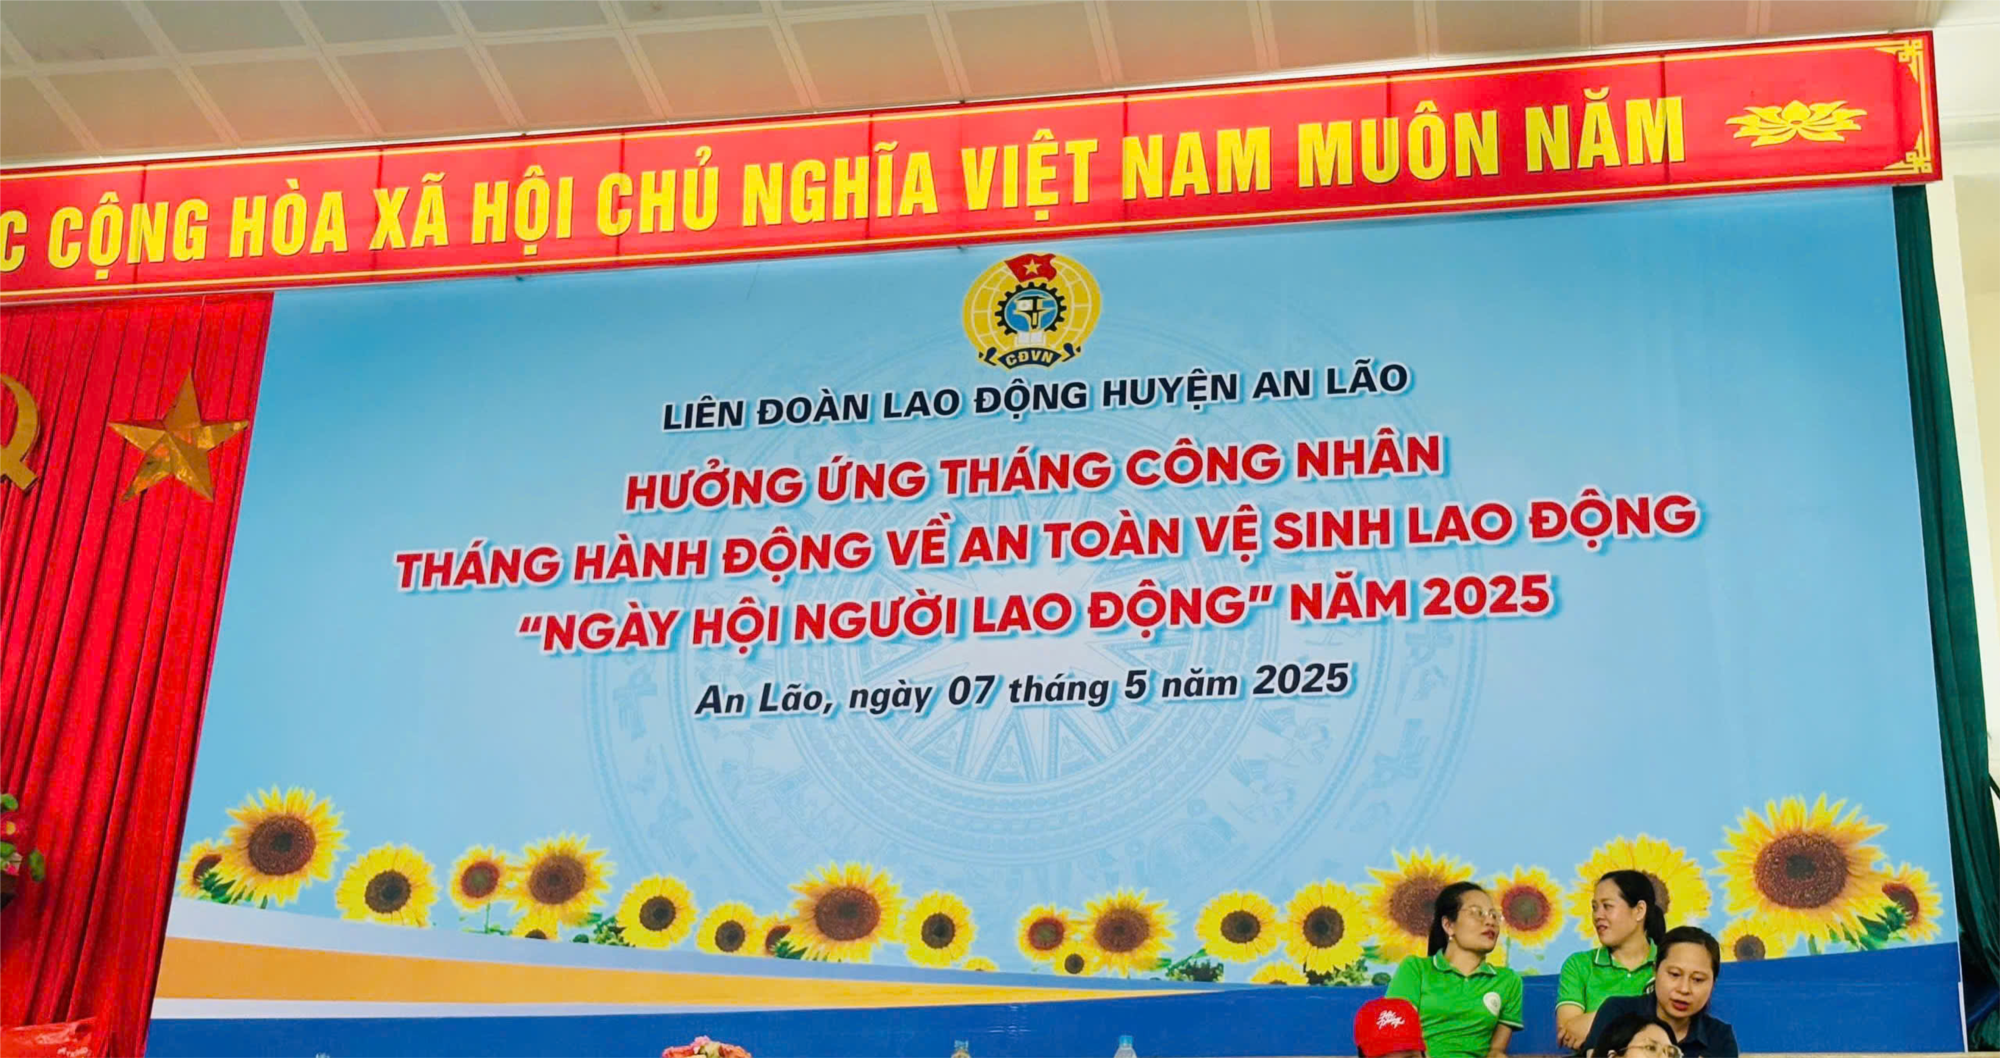 C CỘNG HÒA XÃ HỘI CHỦ NGHĨA VIỆT NAM MUÔN NĂM
CĐVN
LIÊN ĐOÀN LAO ĐỘNG HUYỆN AN LÃO
HƯỞNG ỨNG THÁNG CÔNG NHÂN
THÁNG HÀNH ĐỘNG VỀ AN TOÀN VỆ SINH LAO ĐỘNG
“NGÀY HỘI NGƯỜI LAO ĐỘNG” NĂM 2025
An Lão, ngày 07 tháng 5 năm 2025